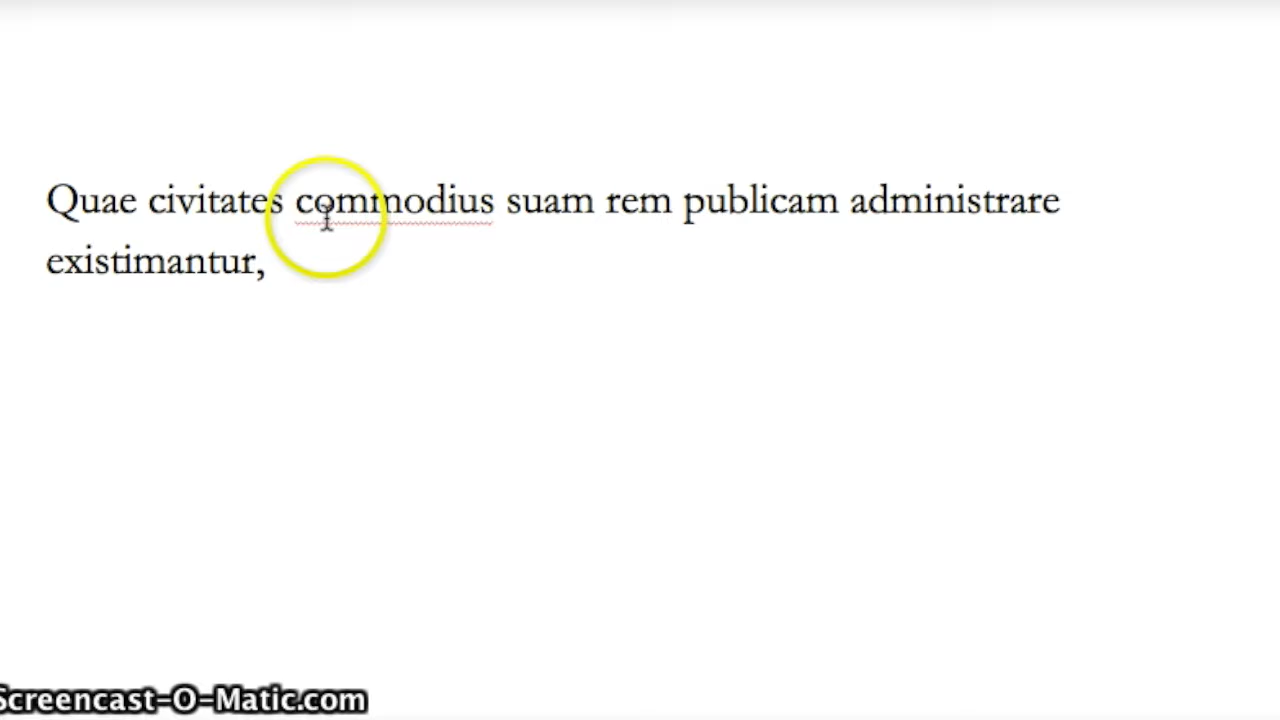 Quae civitates commodius suam rem publicam administrare
existimantur,
Screencast-O-Matic.com